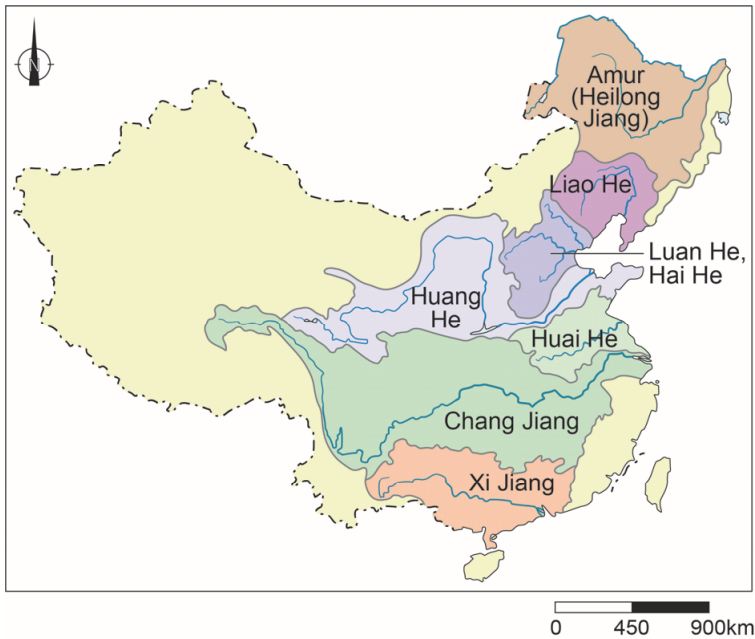 N
Amur
(Heilong
Jiang)
Liao He
Luan He,
Hai He
Huang
He
Huai He
Chang Jiang
Xi Jiang
0 450 900km